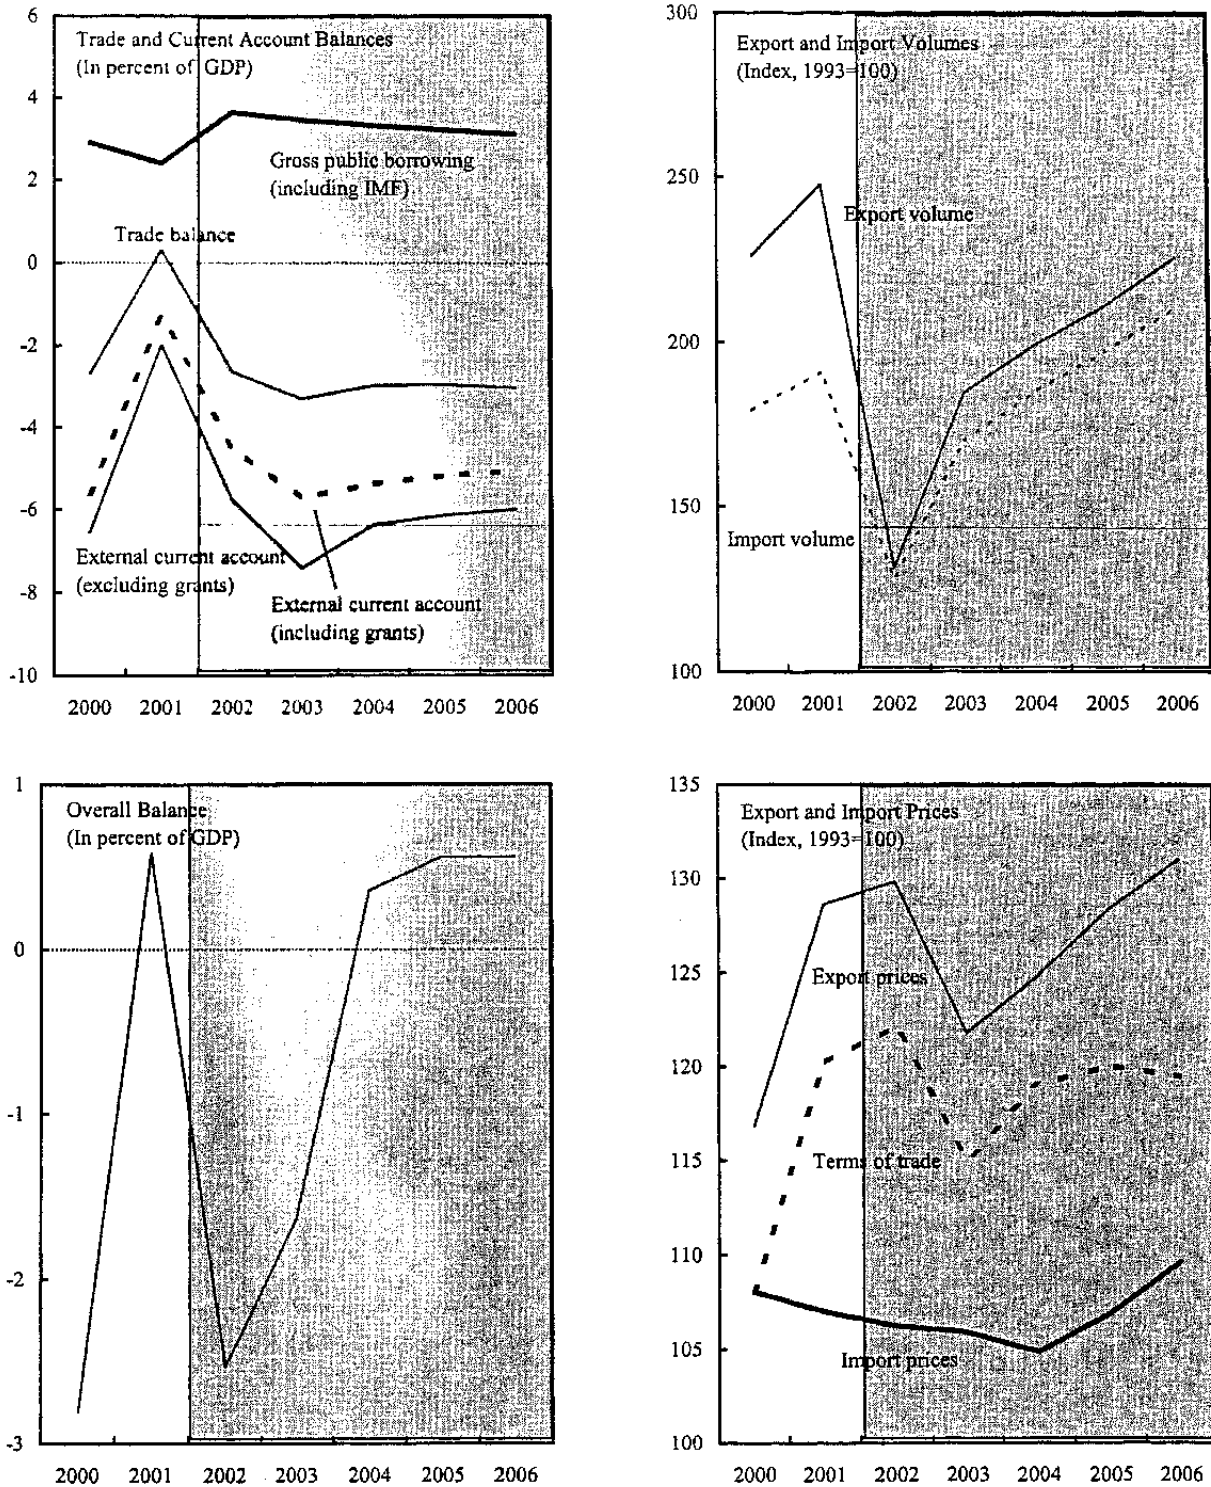 Trade and Current Account Balances
(In percent of GDP)
6
4
2
0
-2
-4
-6
-8
-10
Gross public borrowing
(including IMF)
Trade balance
External current account
(excluding grants)
External current account
(including grants)
2000 2001 2002 2003 2004 2005 2006
Export and Import Volumes
(Index, 1993=100)
300
250
200
150
100
Export volume
Import volume
2000 2001 2002 2003 2004 2005 2006
Overall Balance
(In percent of GDP)
1
0
-1
-2
-3
2000 2001 2002 2003 2004 2005 2006
Export and Import Prices
(Index, 1993=100)
135
130
125
120
115
110
105
100
Export prices
Terms of trade
Import prices
2000 2001 2002 2003 2004 2005 2006